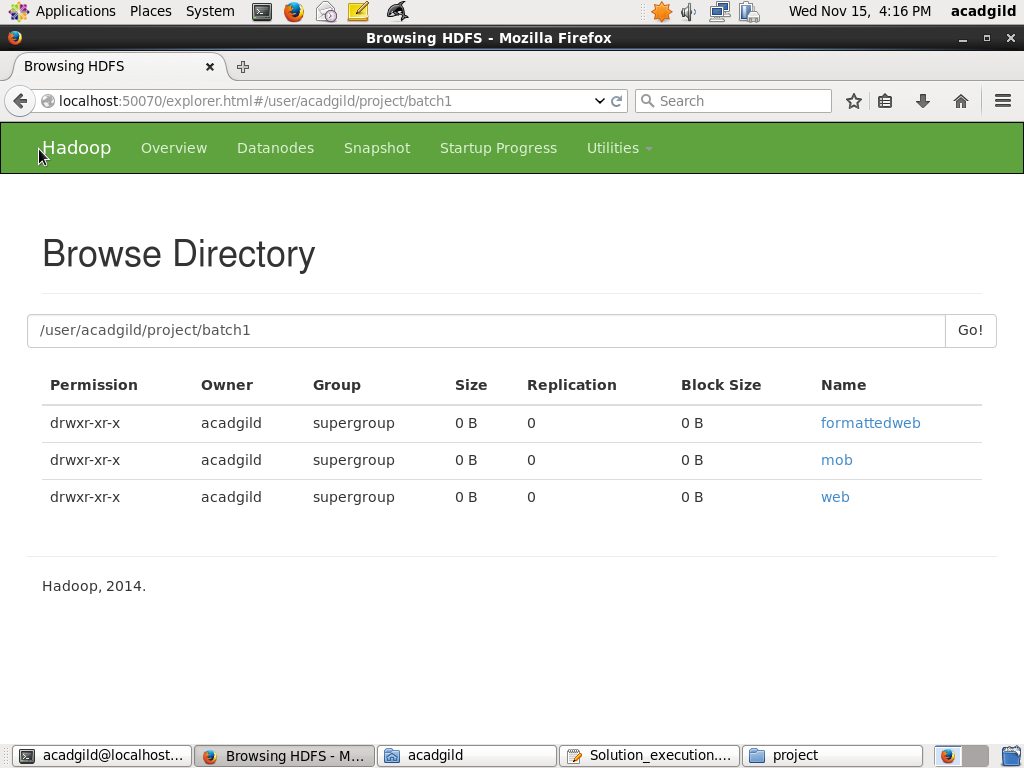 Applications Places System Wed Nov 15, 4:16 PM acadgild
Browsing HDFS - Mozilla Firefox
Browsing HDFS
localhost:50070/explorer.html#/user/acadgild/project/batch1 Search
Hadoop Overview Datanodes Snapshot Startup Progress Utilities
Browse Directory
/user/acadgild/project/batch1 Go!
Permission Owner Group Size Replication Block Size Name
drwxr-xr-x acadgild supergroup 0 B 0 0 B formattedweb
drwxr-xr-x acadgild supergroup 0 B 0 0 B mob
drwxr-xr-x acadgild supergroup 0 B 0 0 B web
Hadoop, 2014.
acadgild@localhost... Browsing HDFS - M... acadgild Solution_execution.... project